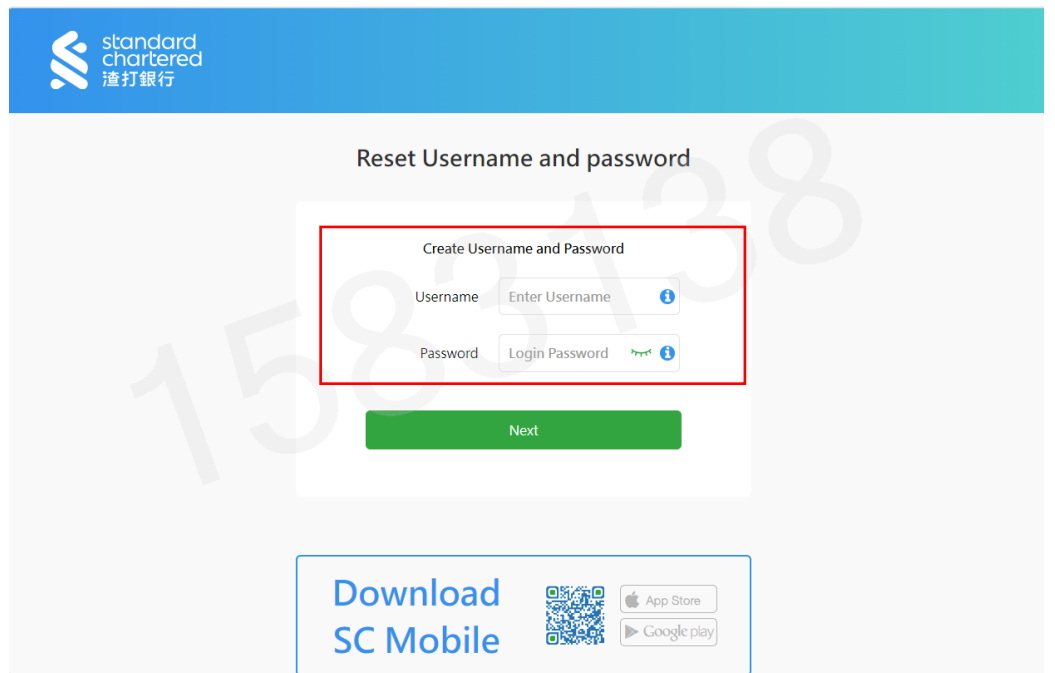 standard
chartered
渣打銀行
Reset Username and password
Create Username and Password
Username Enter Username
Password Login Password
Next
Download
SC Mobile
App Store
Google play
1583138